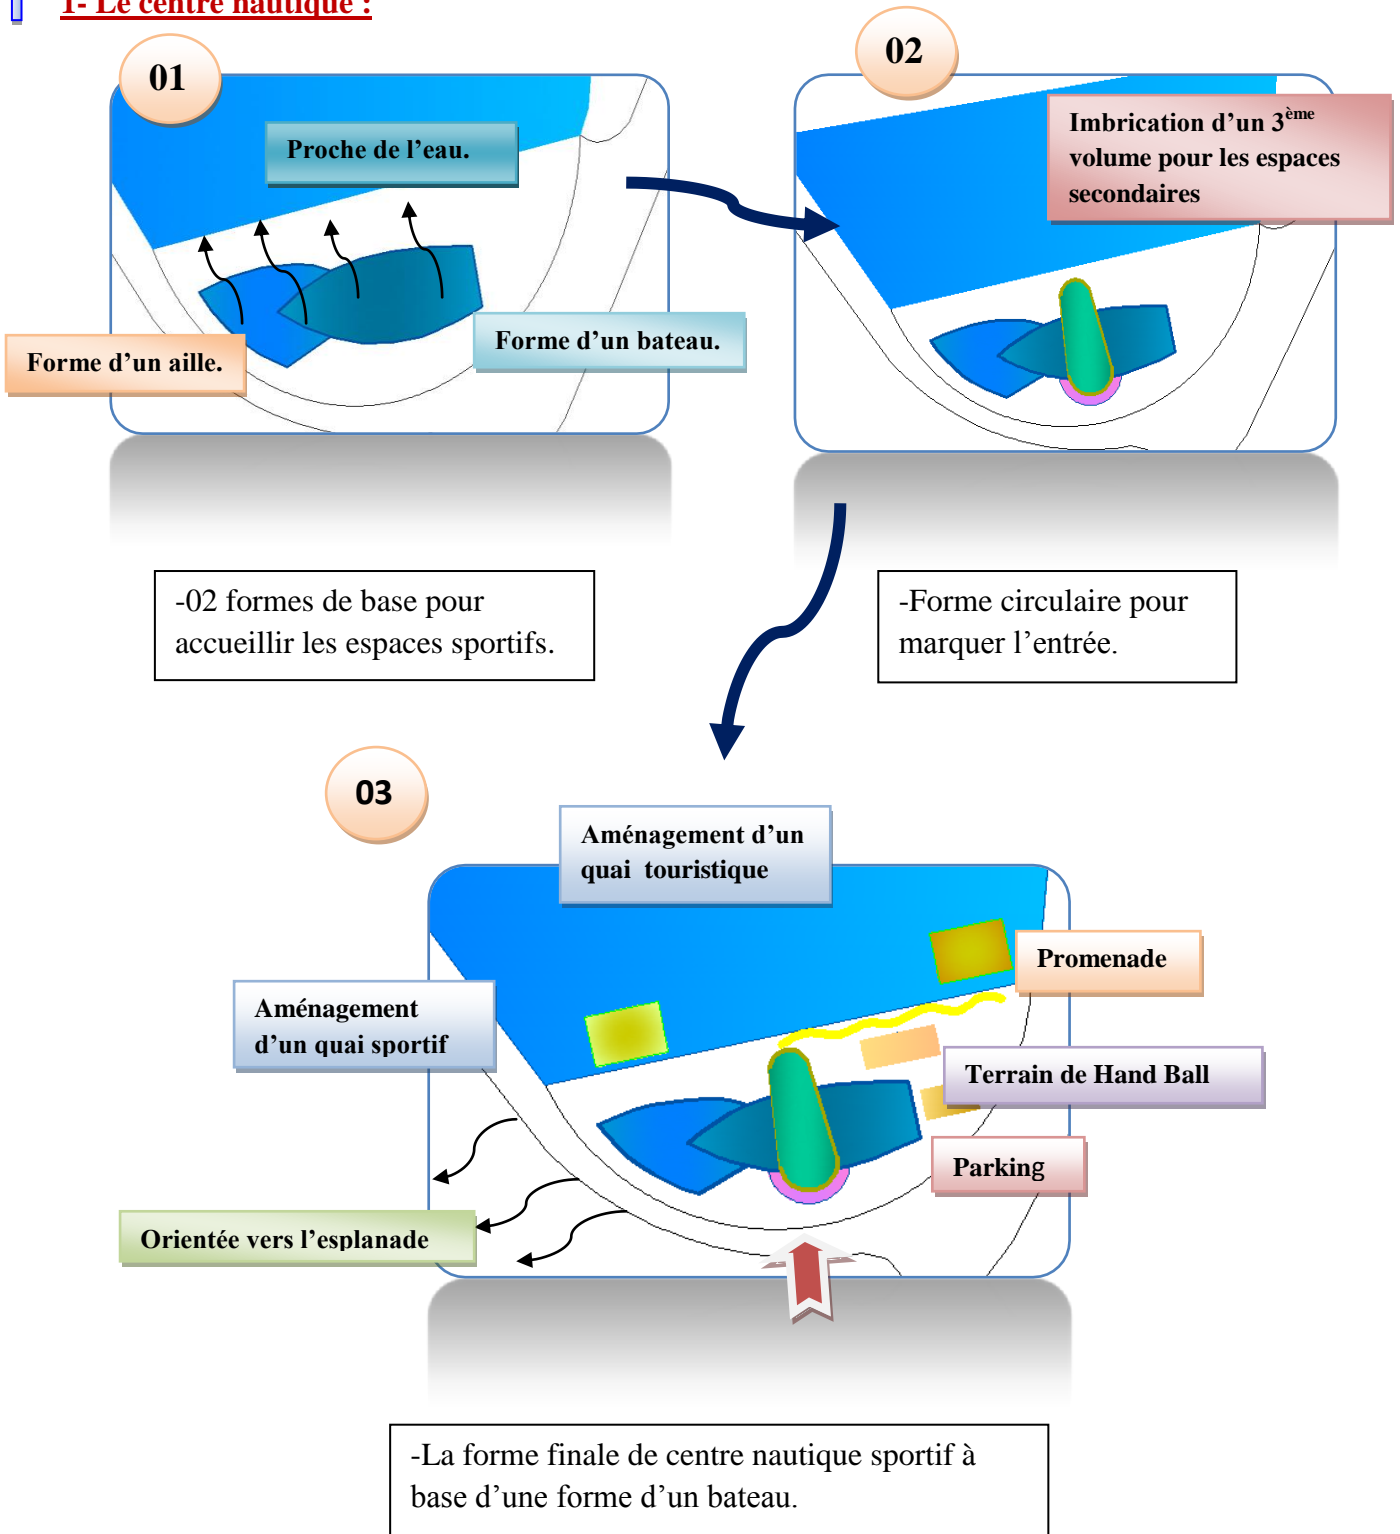 1- Le centre nautique :
01
02
Proche de l’eau.
Imbrication d’un 3ème
volume pour les espaces
secondaires
Forme d’un aille.
Forme d’un bateau.
-02 formes de base pour
accueillir les espaces sportifs.
-Forme circulaire pour
marquer l’entrée.
03
Aménagement d’un
quai touristique
Promenade
Aménagement
d’un quai sportif
Terrain de Hand Ball
Parking
Orientée vers l’esplanade
-La forme finale de centre nautique sportif à
base d’une forme d’un bateau.